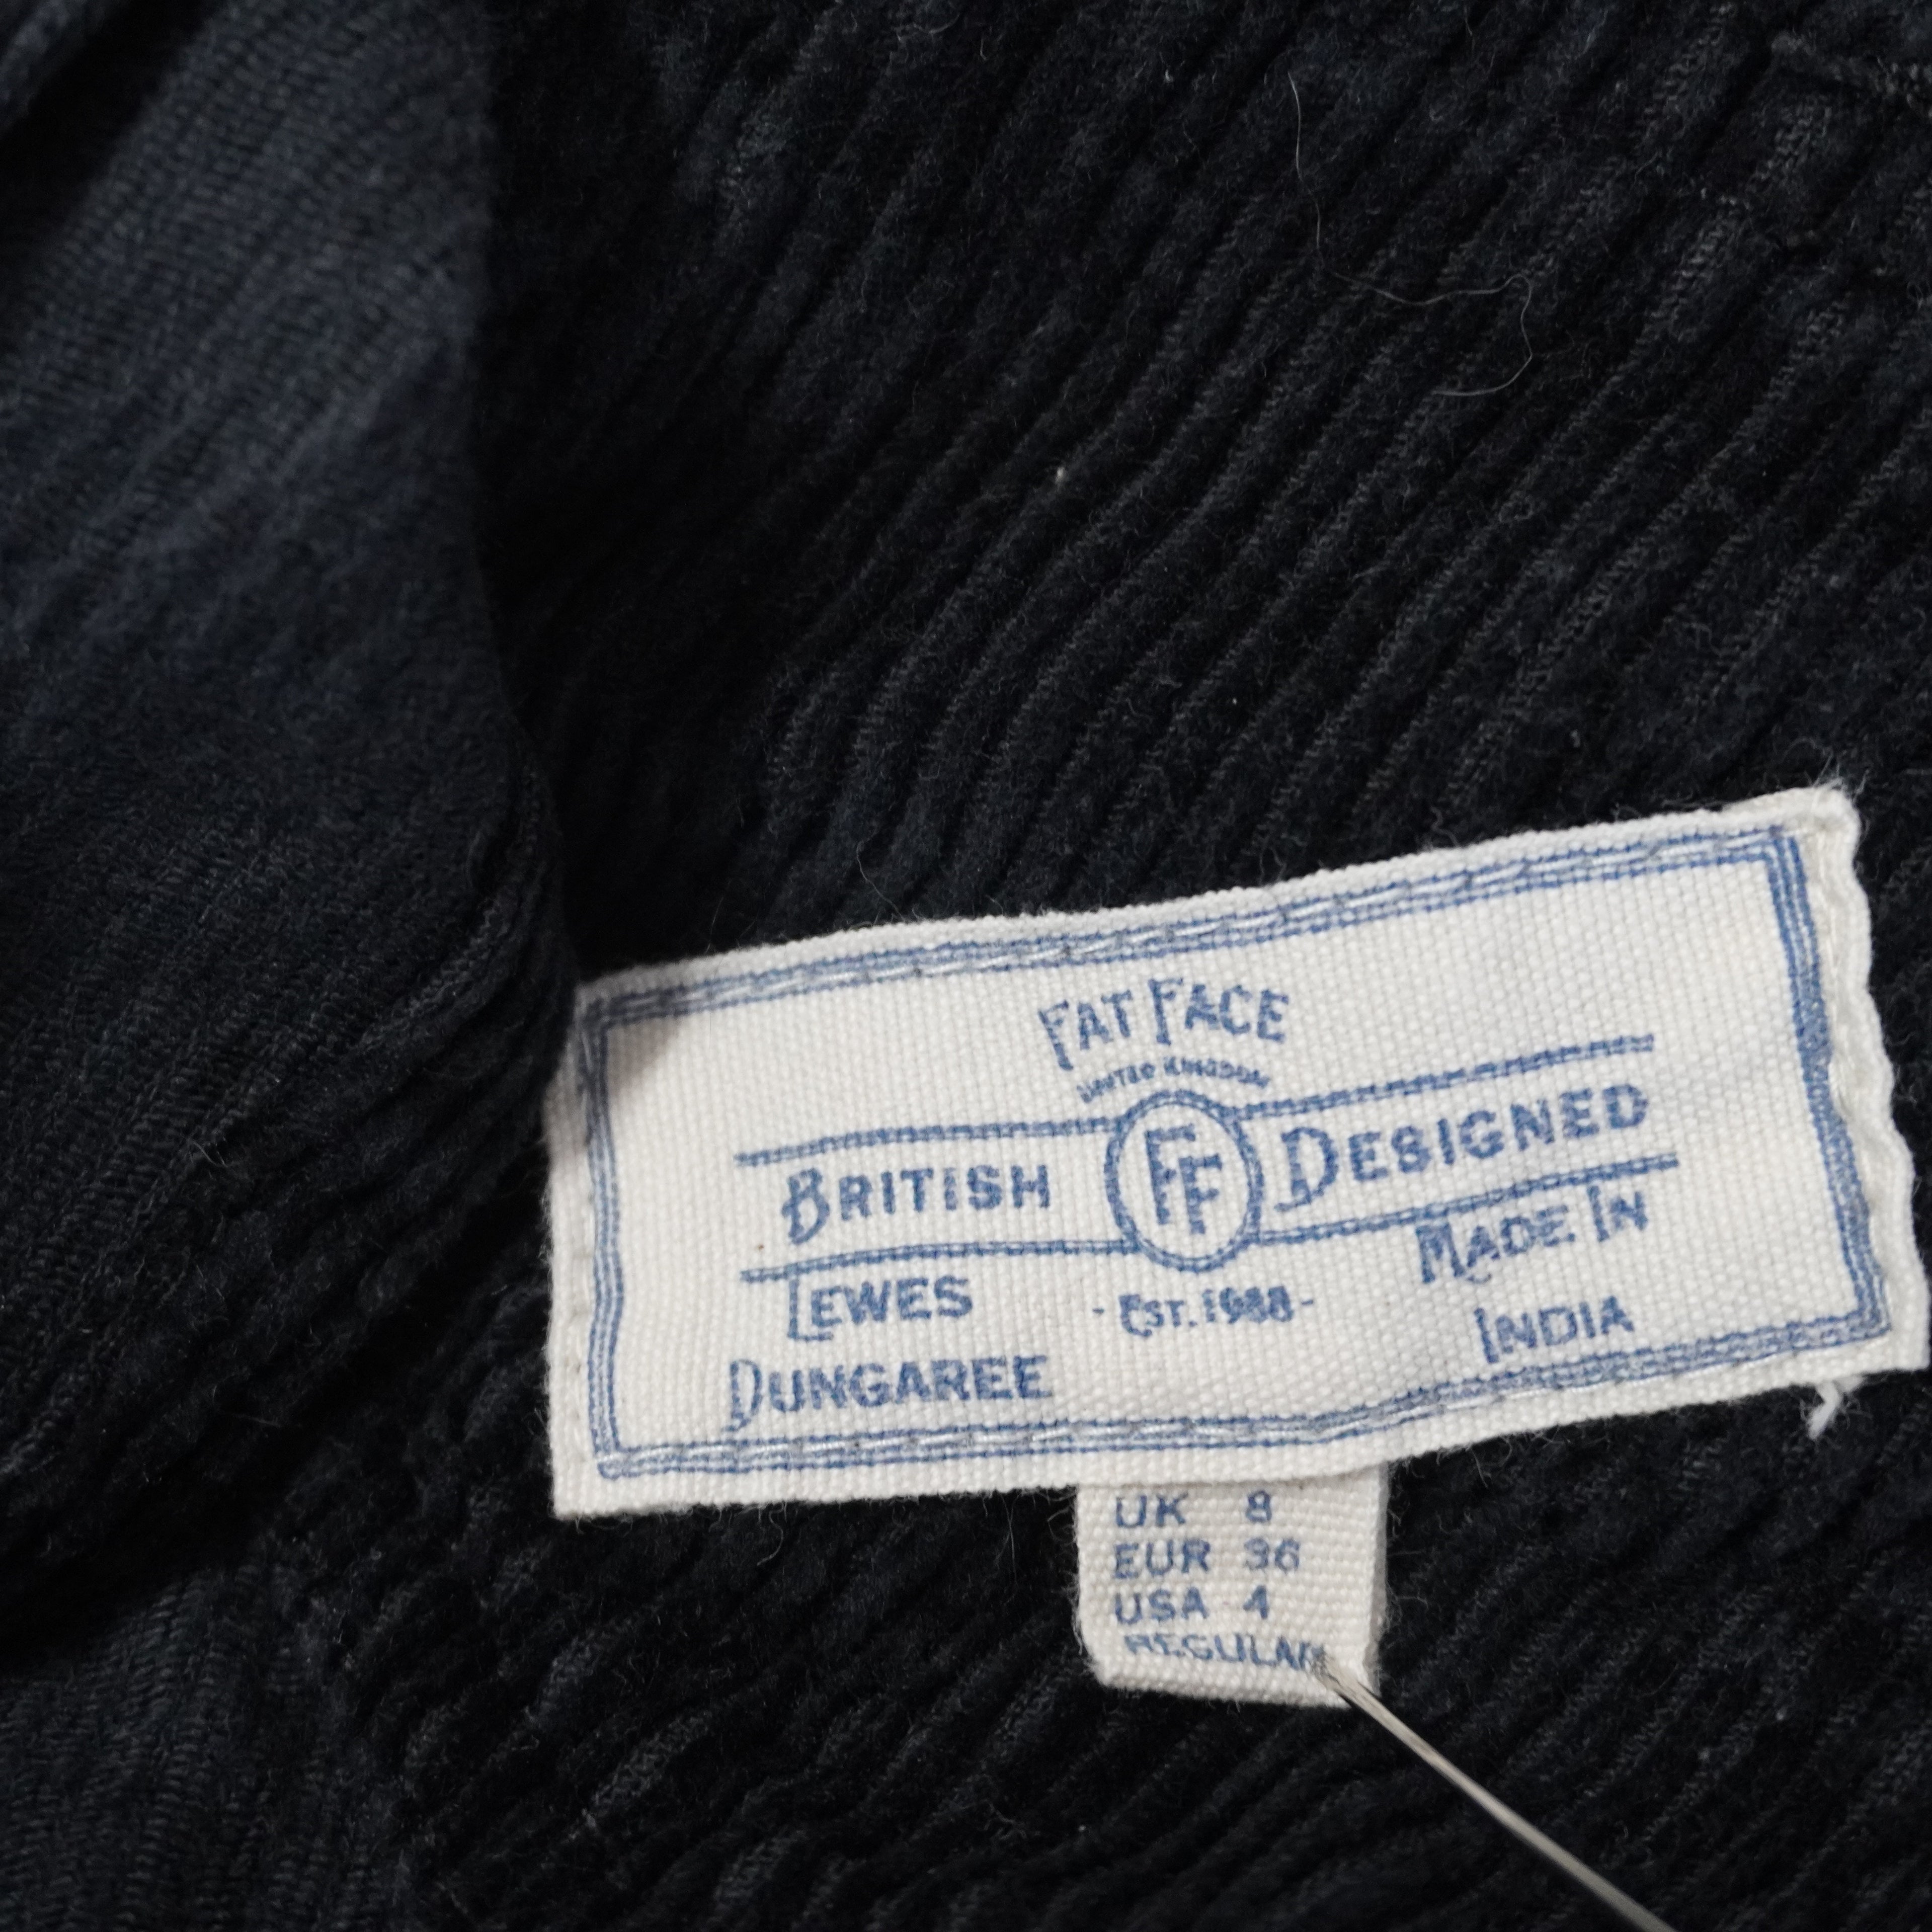 FAT FACE
UNITED KINGDOM
BRITISH FF DESIGNED
LEWES
DUNGAREE
- EST. 1988 -
MADE IN
INDIA
UK 8
EUR 36
USA 4
REGULAR